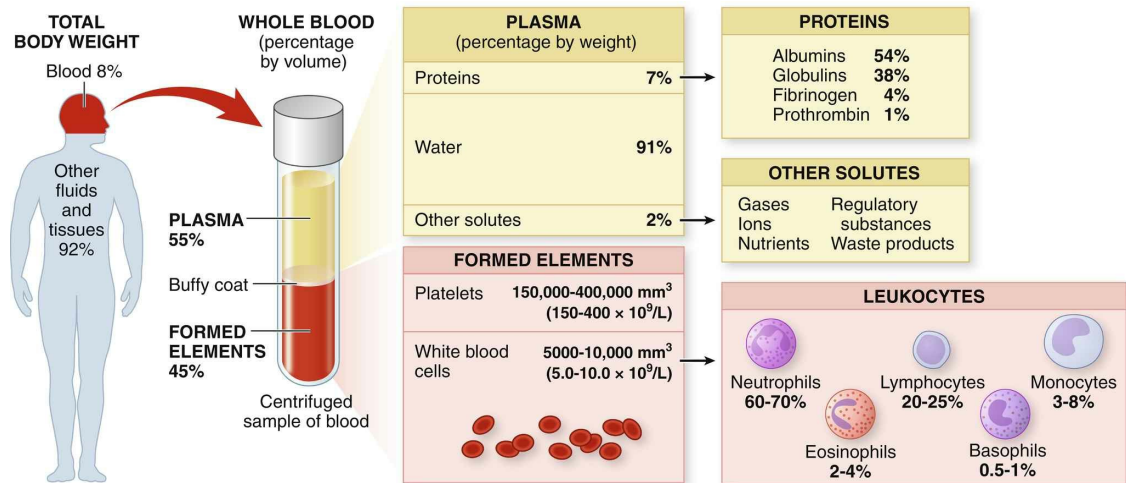 TOTAL
BODY WEIGHT
Blood 8%
Other
fluids
and
tissues
92%
WHOLE BLOOD
(percentage
by volume)
PLASMA
55%
Buffy coat
FORMED
ELEMENTS
45%
Centrifuged
sample of blood
PLASMA
(percentage by weight)
Proteins 7%
Water 91%
Other solutes 2%
FORMED ELEMENTS
Platelets 150,000-400,000 mm³
(150-400 × 10⁹/L)
White blood 5000-10,000 mm³
cells (5.0-10.0 × 10⁹/L)
PROTEINS
Albumins 54%
Globulins 38%
Fibrinogen 4%
Prothrombin 1%
OTHER SOLUTES
Gases Regulatory
Ions substances
Nutrients Waste products
LEUKOCYTES
Neutrophils Lymphocytes Monocytes
60-70% 20-25% 3-8%
Eosinophils Basophils
2-4% 0.5-1%